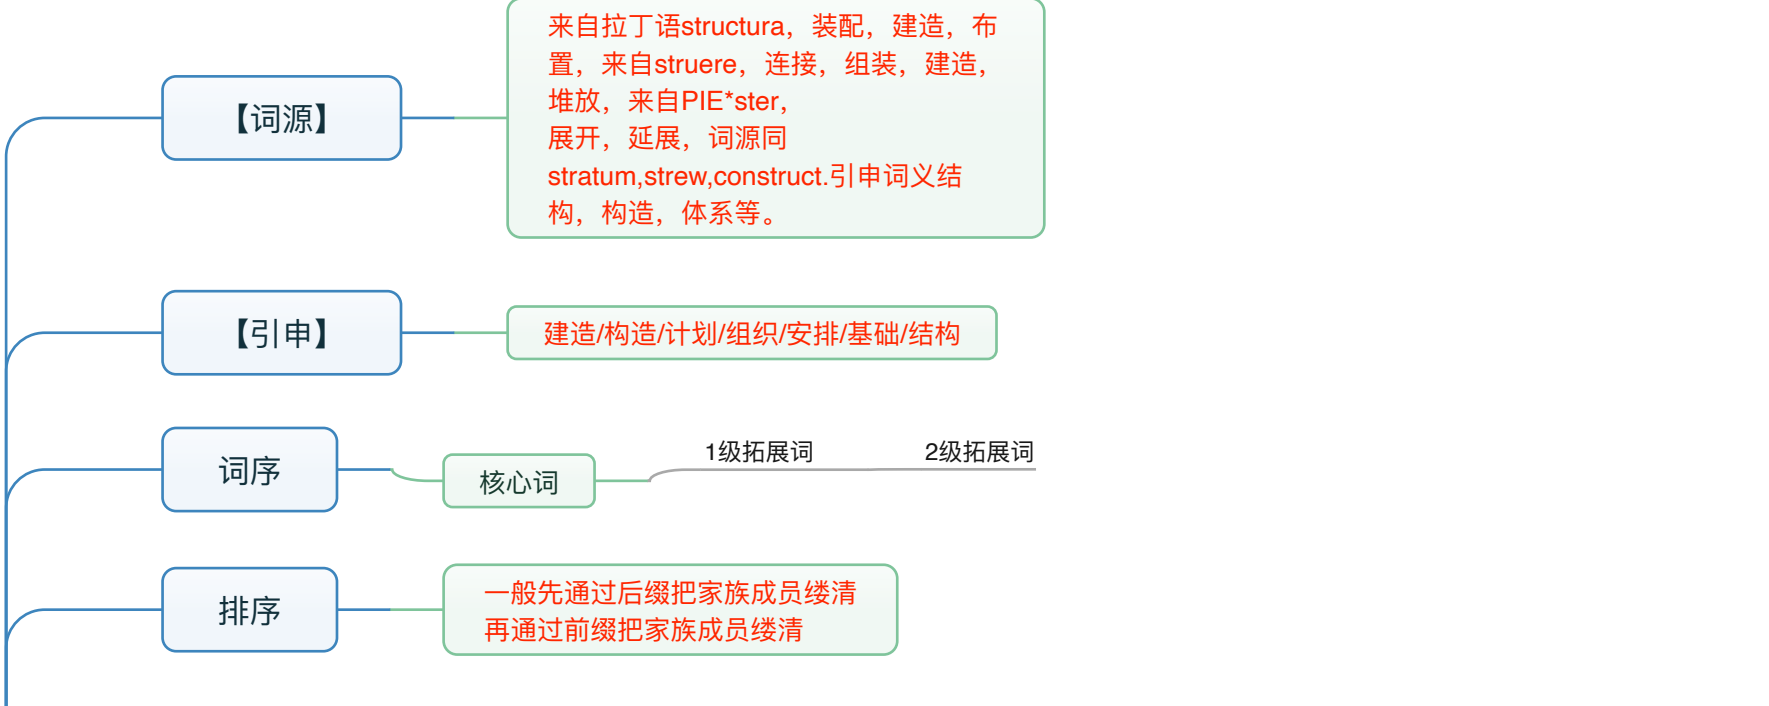 来自拉丁语structura，装配，建造，布
置，来自struere，连接，组装，建造，
堆放，来自PIE*ster，
展开，延展，词源同
stratum,strew,construct.引申词义结
构，构造，体系等。
【词源】
【引申】
建造/构造/计划/组织/安排/基础/结构
词序
核心词
1级拓展词
2级拓展词
排序
一般先通过后缀把家族成员缕清
再通过前缀把家族成员缕清